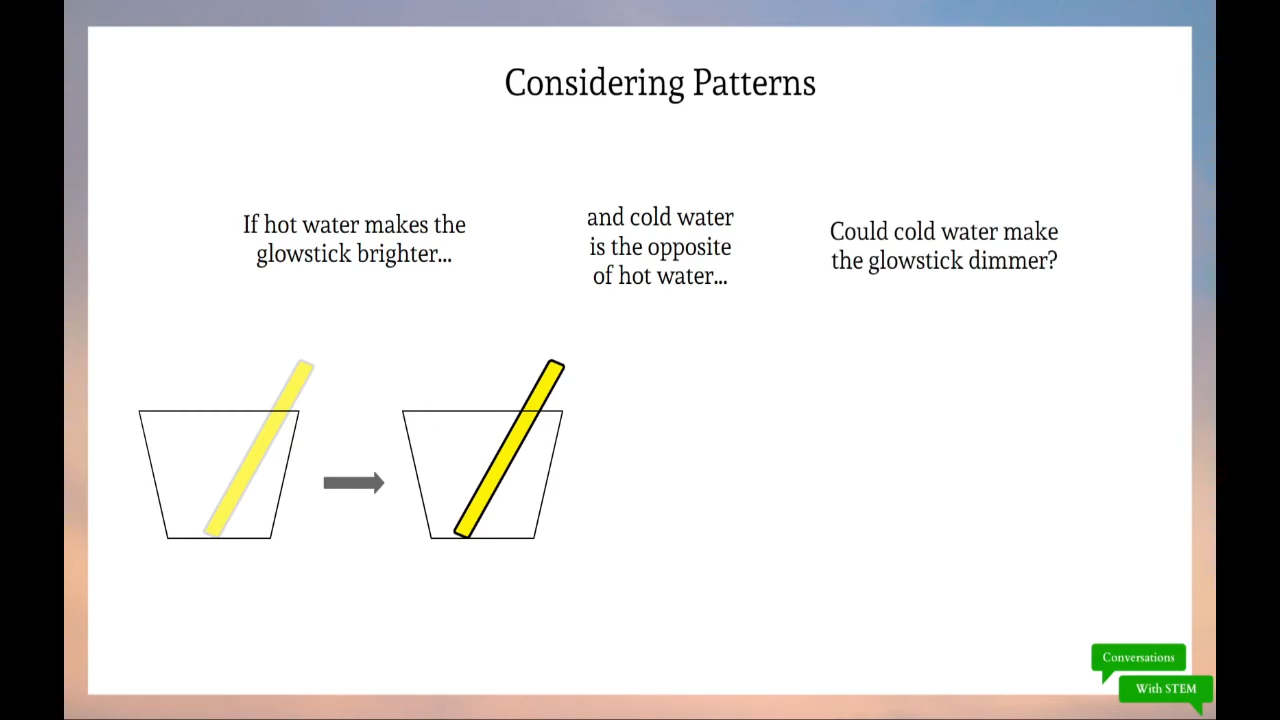 Considering Patterns
If hot water makes the
glowstick brighter...
and cold water
is the opposite
of hot water...
Could cold water make
the glowstick dimmer?
Conversations
With STEM